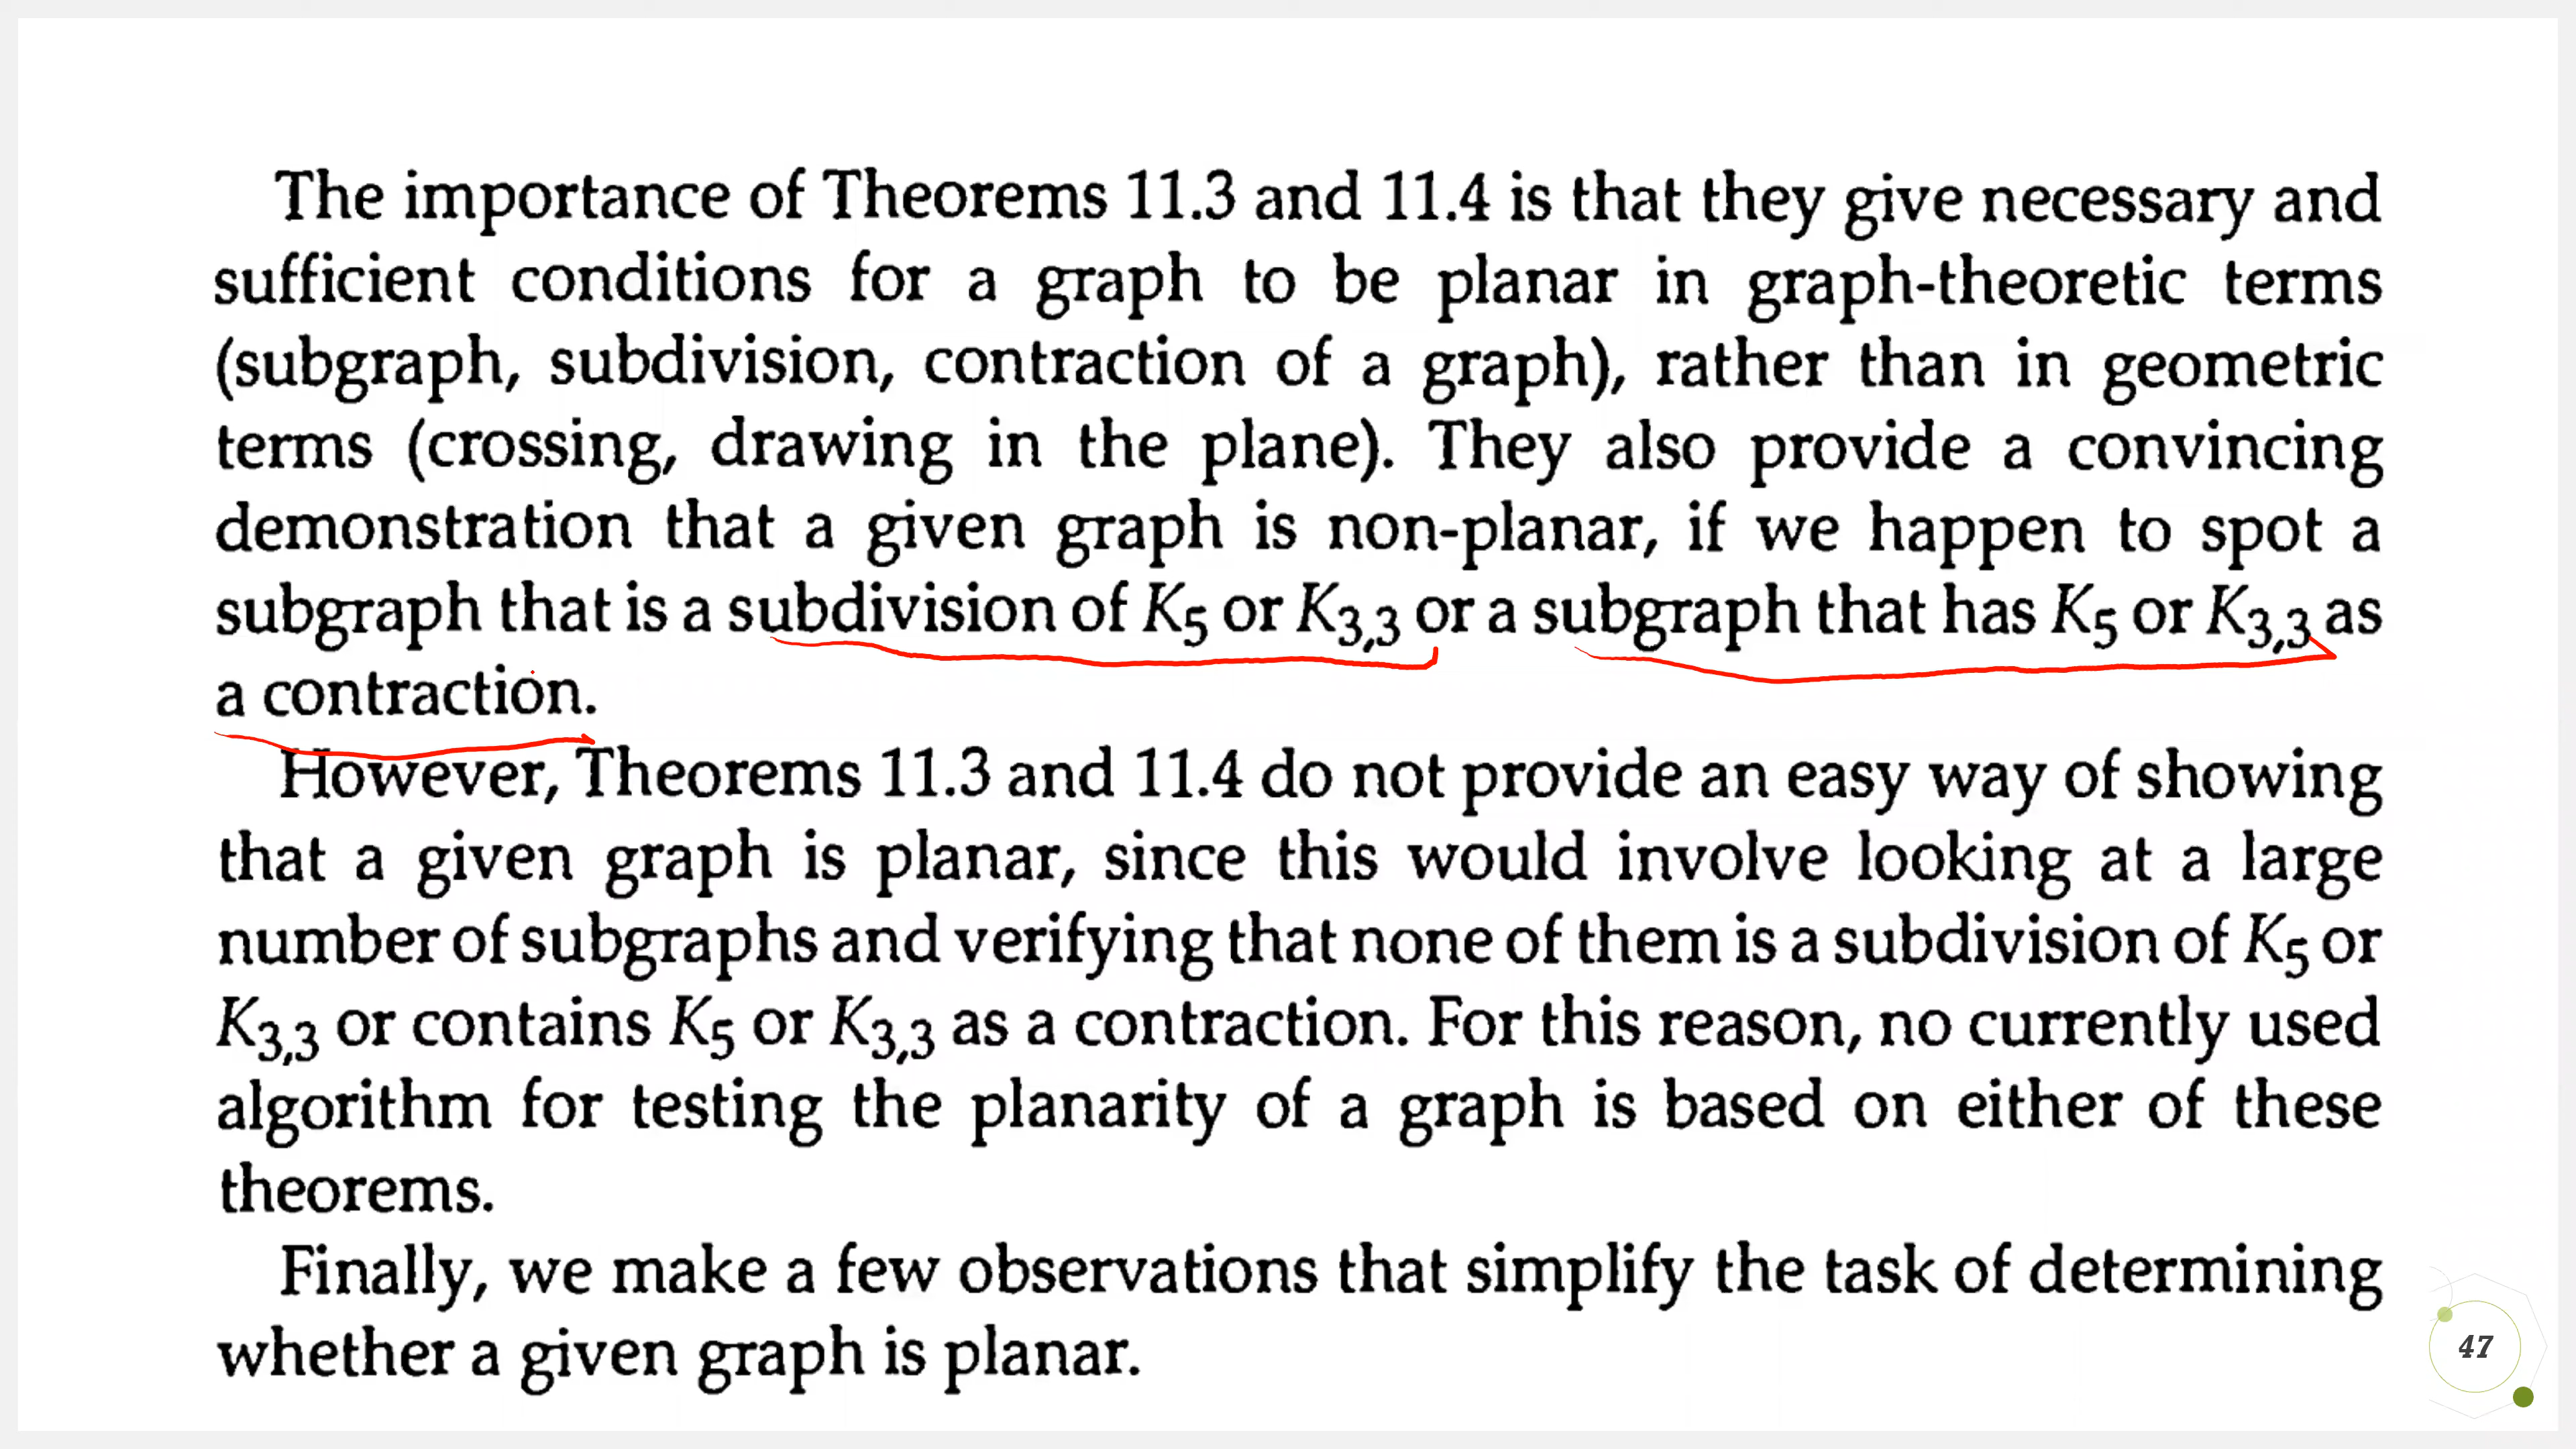 The importance of Theorems 11.3 and 11.4 is that they give necessary and
sufficient conditions for a graph to be planar in graph-theoretic terms
(subgraph, subdivision, contraction of a graph), rather than in geometric
terms (crossing, drawing in the plane). They also provide a convincing
demonstration that a given graph is non-planar, if we happen to spot a
subgraph that is a subdivision of K₅ or K₃,₃ or a subgraph that has K₅ or K₃,₃ as
a contraction.
However, Theorems 11.3 and 11.4 do not provide an easy way of showing
that a given graph is planar, since this would involve looking at a large
number of subgraphs and verifying that none of them is a subdivision of K₅ or
K₃,₃ or contains K₅ or K₃,₃ as a contraction. For this reason, no currently used
algorithm for testing the planarity of a graph is based on either of these
theorems.
Finally, we make a few observations that simplify the task of determining
whether a given graph is planar.
47